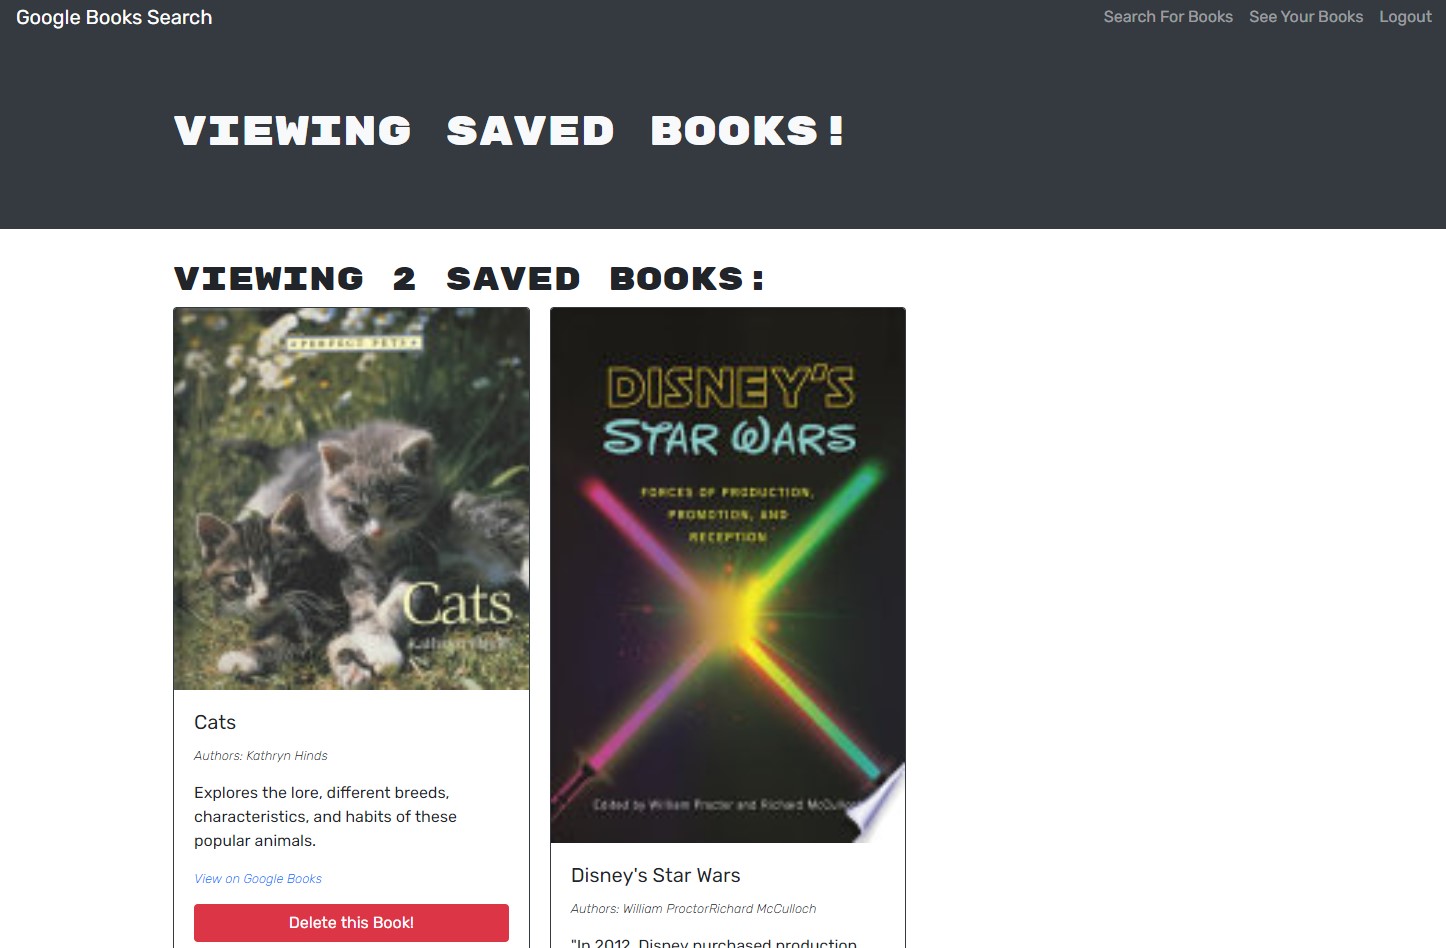 Google Books Search
Search For Books
See Your Books
Logout
VIEWING SAVED BOOKS!
VIEWING 2 SAVED BOOKS:
PERFECT PETS
Cats
Cats
Authors: Kathryn Hinds
Explores the lore, different breeds,
characteristics, and habits of these
popular animals.
View on Google Books
Delete this Book!
DISNEY'S
STAR WARS
FORCES OF PRODUCTION,
PROMOTION, AND
RECEPTION
Edited by William Proctor and Richard
Disney's Star Wars
Authors: William ProctorRichard McCulloch
"In 2012, Disney purchased production